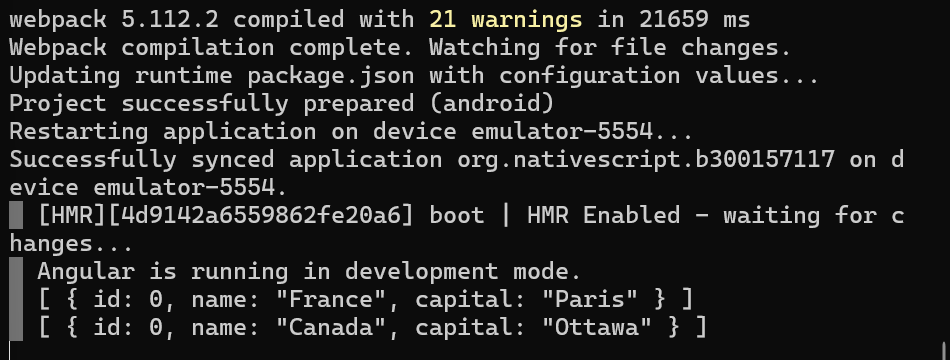 webpack 5.112.2 compiled with 21 warnings in 21659 ms
Webpack compilation complete. Watching for file changes.
Updating runtime package.json with configuration values...
Project successfully prepared (android)
Restarting application on device emulator-5554...
Successfully synced application org.nativescript.b300157117 on d
evice emulator-5554.
[HMR][4d9142a6559862fe20a6] boot | HMR Enabled - waiting for c
hanges...
Angular is running in development mode.
[ { id: 0, name: "France", capital: "Paris" } ]
[ { id: 0, name: "Canada", capital: "Ottawa" } ]